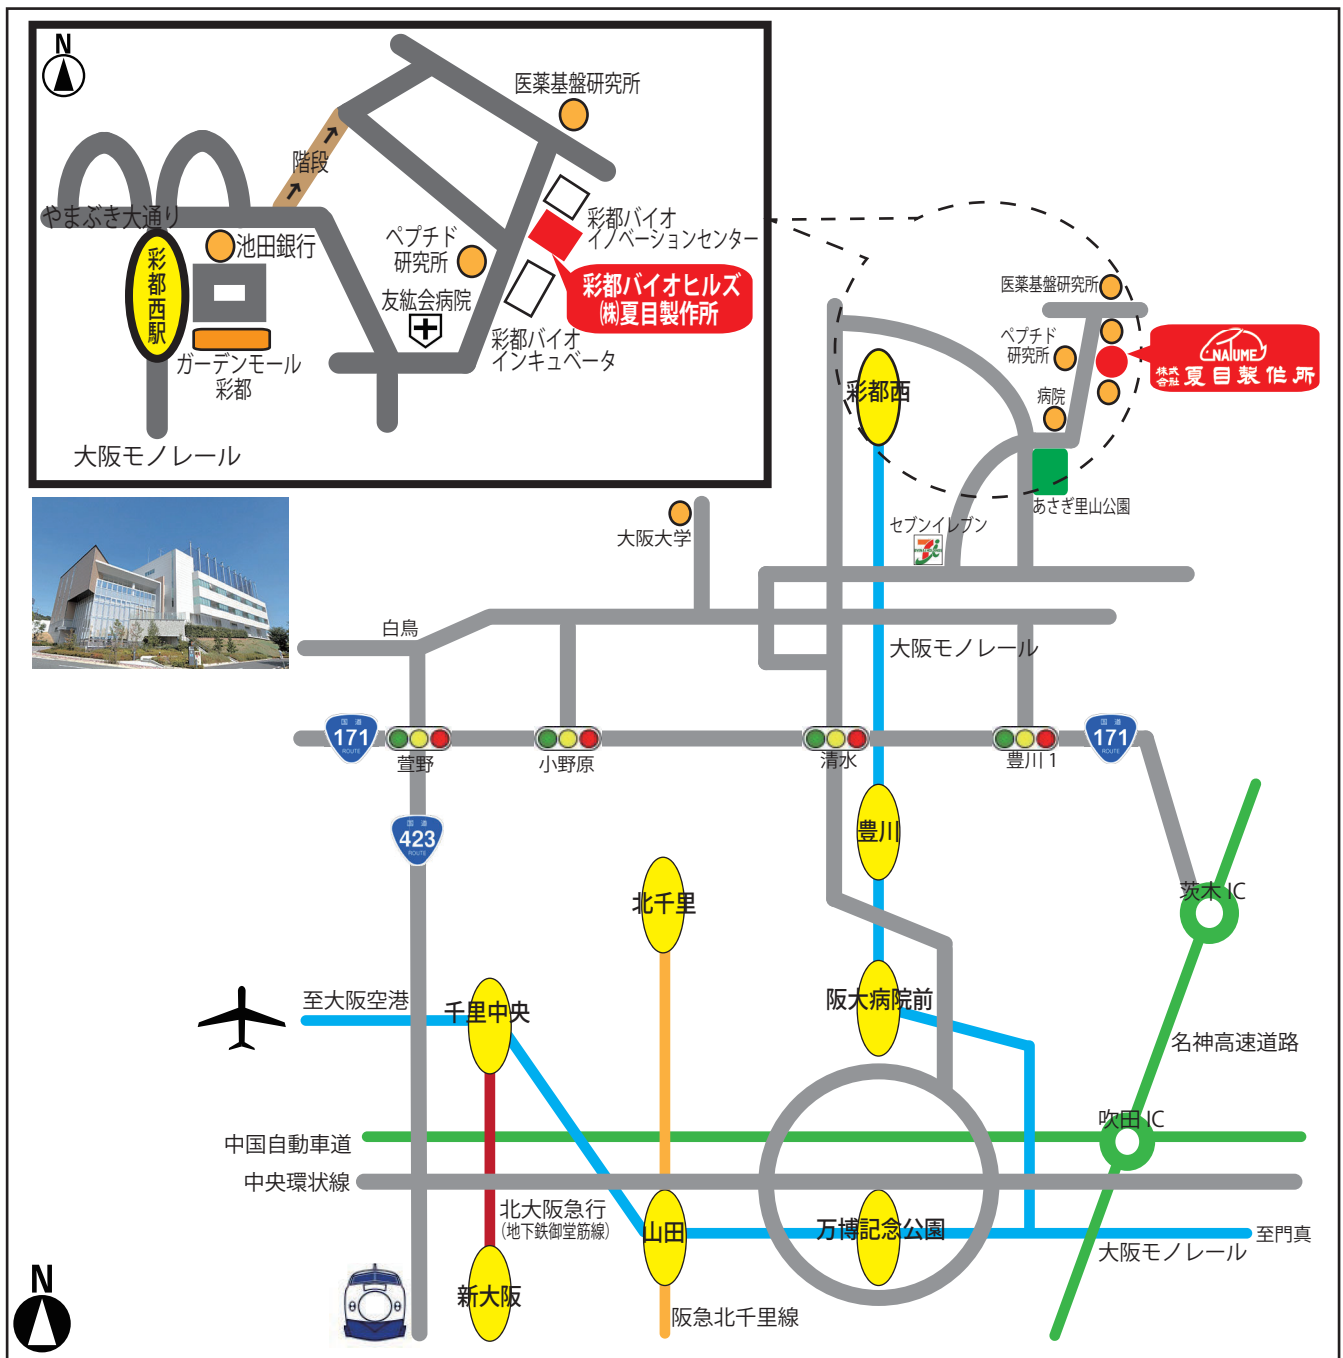 N
医薬基盤研究所
階段
やまぶき大通り
池田銀行
ペプチド
研究所
彩都バイオ
イノベーションセンター
彩都西駅
友紘会病院
彩都バイオヒルズ
㈱夏目製作所
彩都バイオ
インキュベータ
ガーデンモール
彩都
大阪モノレール
医薬基盤研究所
ペプチド
研究所
NATUME
株式会社 夏目製作所
彩都西
病院
あさぎ里山公園
セブンイレブン
大阪大学
白鳥
大阪モノレール
国道
171
ROUTE
萱野
小野原
清水
豊川1
国道
171
ROUTE
国道
423
ROUTE
豊川
茨木 IC
北千里
阪大病院前
至大阪空港
千里中央
名神高速道路
吹田 IC
中国自動車道
中央環状線
北大阪急行
(地下鉄御堂筋線)
山田
万博記念公園
至門真
大阪モノレール
N
新大阪
阪急北千里線